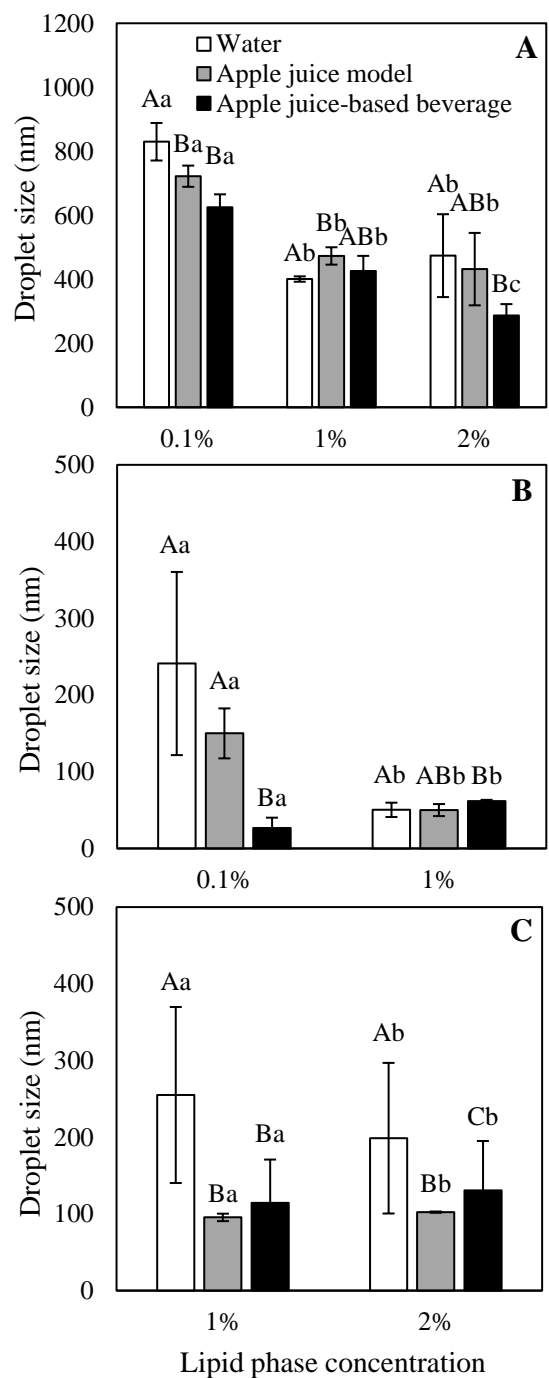 1200
A
Water
Apple juice model
Apple juice-based beverage
1000
800
600
400
200
0
Droplet size (nm)
Aa
Ba
Ba
Ab
Bb
ABb
Ab
ABb
Bc
0.1%
1%
2%
500
B
400
300
200
100
0
Droplet size (nm)
Aa
Aa
Ba
Ab
ABb
Bb
0.1%
1%
500
C
400
300
200
100
0
Droplet size (nm)
Aa
Ba
Ba
Ab
Bb
Cb
1%
2%
Lipid phase concentration